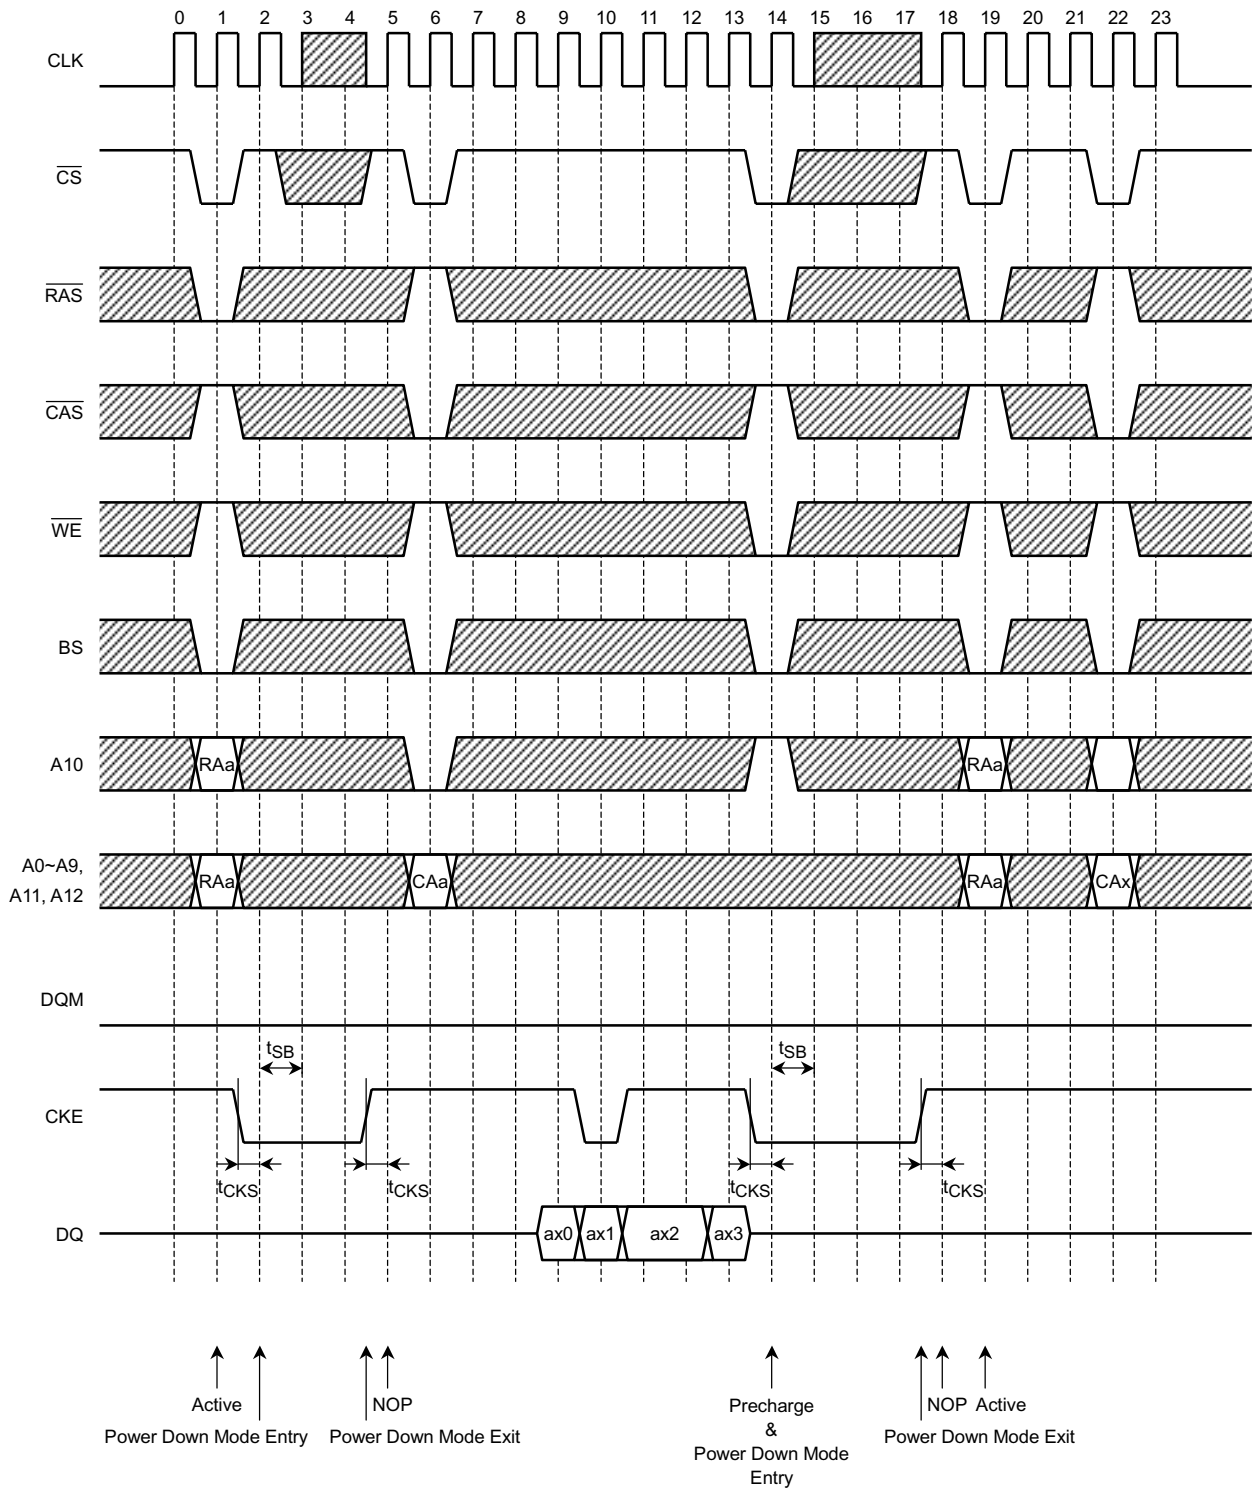 0 1 2 3 4 5 6 7 8 9 10 11 12 13 14 15 16 17 18 19 20 21 22 23
CLK
CS
RAS
CAS
WE
BS
A10
RAa
RAa
A0~A9,
A11, A12
RAa
CAa
RAa
CAx
DQM
tSB
tSB
CKE
tCKS
tCKS
tCKS
tCKS
DQ
ax0
ax1
ax2
ax3
Active
NOP
Precharge
NOP
Active
Power Down Mode Entry
Power Down Mode Exit
&
Power Down Mode
Entry
Power Down Mode Exit